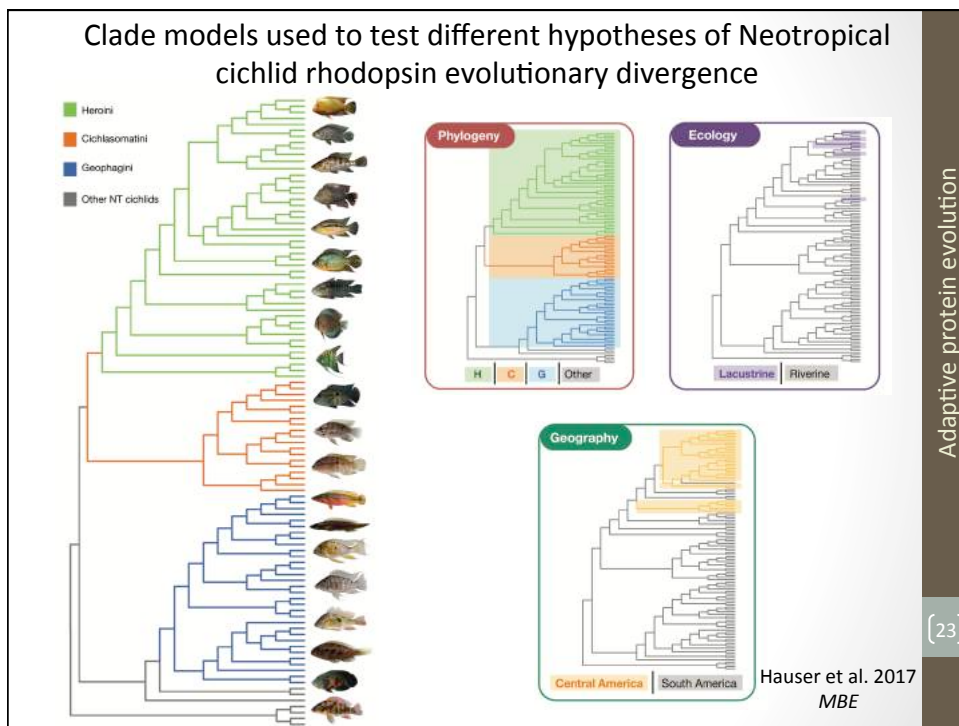 Clade models used to test different hypotheses of Neotropical
cichlid rhodopsin evolutionary divergence
Heroini
Cichlasomatini
Geophagini
Other NT cichlids
Phylogeny
H | C | G | Other
Ecology
Lacustrine | Riverine
Geography
Central America | South America
Hauser et al. 2017
MBE
Adaptive protein evolution
[23]